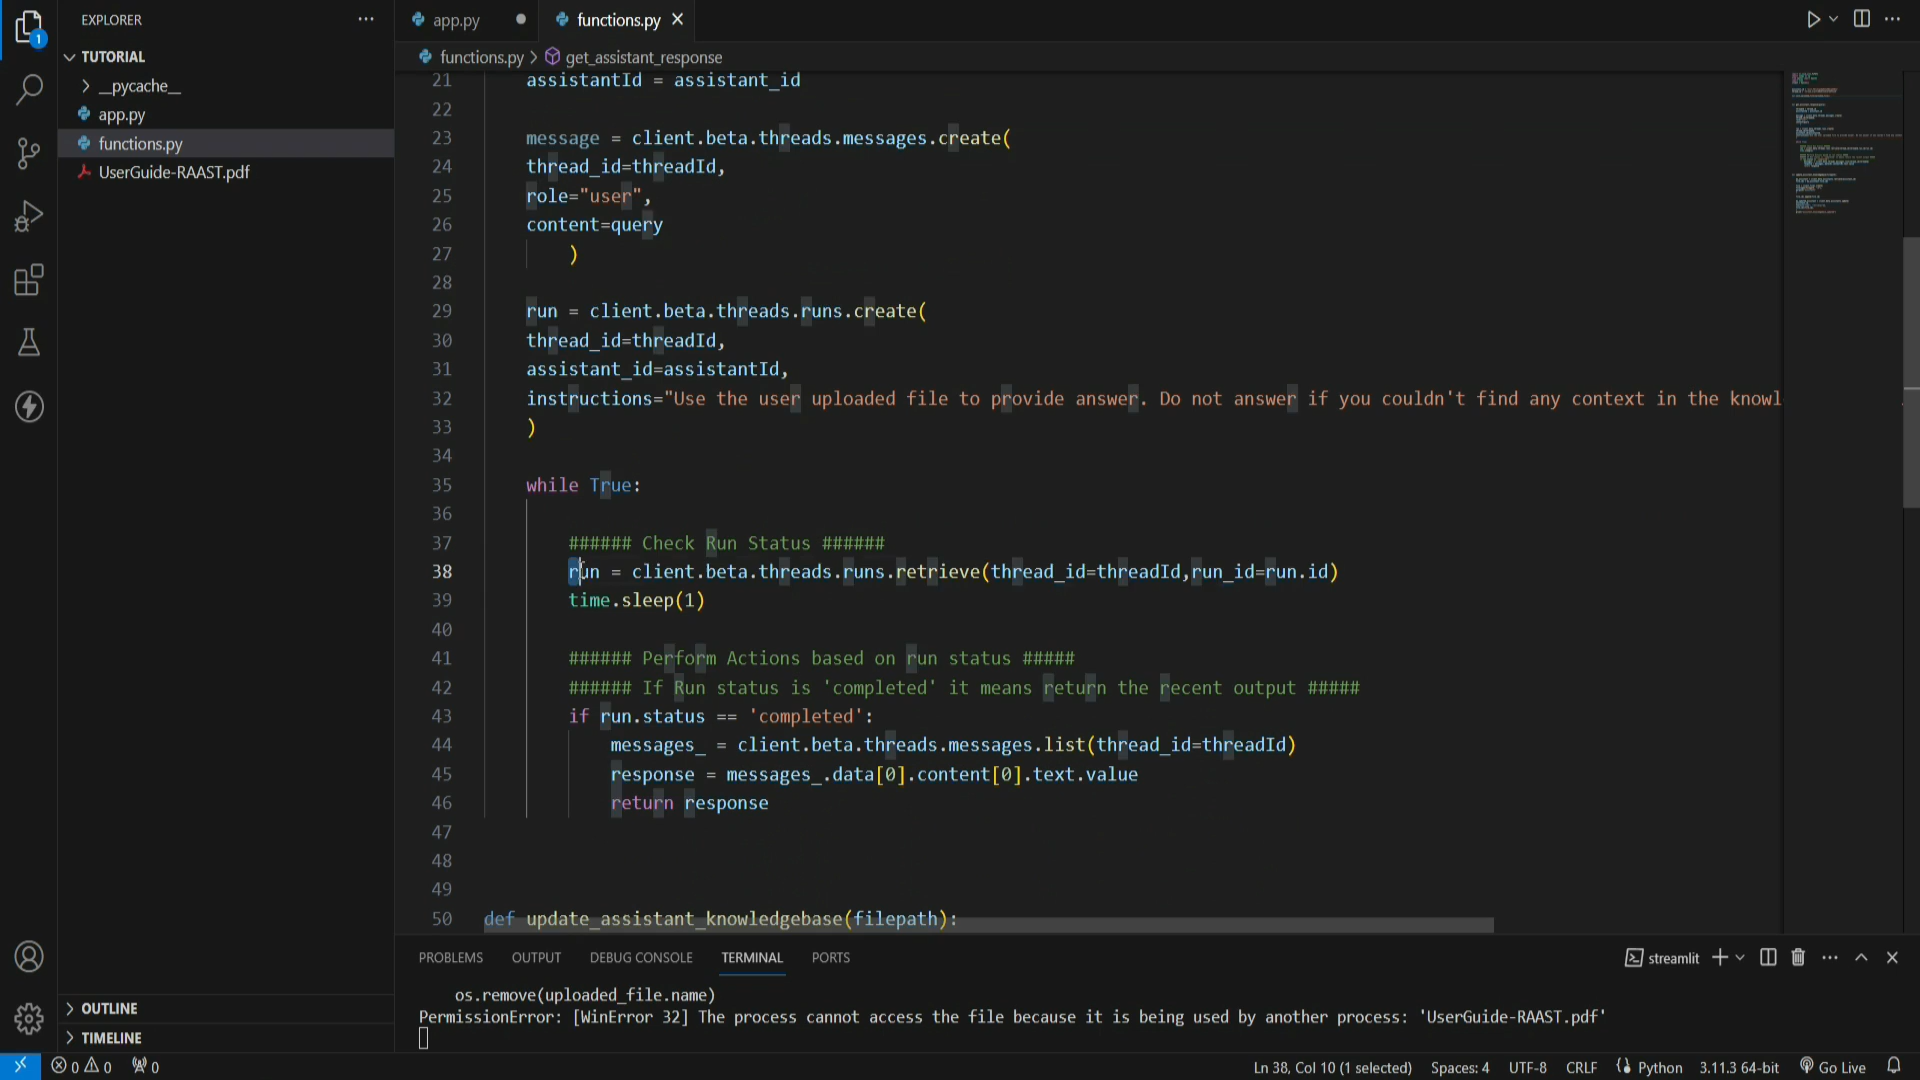 EXPLORER
TUTORIAL
__pycache__
app.py
functions.py
UserGuide-RAAST.pdf
OUTLINE
TIMELINE
1
app.py
functions.py
functions.py > get_assistant_response
21 assistantId = assistant_id
22
23 message = client.beta.threads.messages.create(
24 thread_id=threadId,
25 role="user",
26 content=query
27 )
28
29 run = client.beta.threads.runs.create(
30 thread_id=threadId,
31 assistant_id=assistantId,
32 instructions="Use the user uploaded file to provide answer. Do not answer if you couldn't find any context in the knowl
33 )
34
35 while True:
36
37 ###### Check Run Status ######
38 run = client.beta.threads.runs.retrieve(thread_id=threadId,run_id=run.id)
39 time.sleep(1)
40
41 ###### Perform Actions based on run status #####
42 ###### If Run status is 'completed' it means return the recent output #####
43 if run.status == 'completed':
44 messages_ = client.beta.threads.messages.list(thread_id=threadId)
45 response = messages_.data[0].content[0].text.value
46 return response
47
48
49
50 def update_assistant_knowledgebase(filepath):
PROBLEMS OUTPUT DEBUG CONSOLE TERMINAL PORTS
streamlit
os.remove(uploaded_file.name)
PermissionError: [WinError 32] The process cannot access the file because it is being used by another process: 'UserGuide-RAAST.pdf'
0 0 0 Ln 38, Col 10 (1 selected) Spaces: 4 UTF-8 CRLF Python 3.11.3 64-bit Go Live